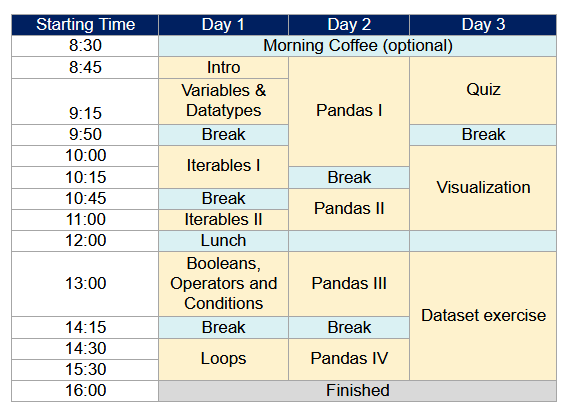 Starting Time Day 1 Day 2 Day 3
8:30 Morning Coffee (optional)
8:45 Intro
Variables &
Datatypes
9:15
Pandas I
Quiz
9:50 Break Break
10:00
Iterables I
10:15 Break
Visualization
10:45 Break
Pandas II
11:00 Iterables II
12:00 Lunch
Booleans,
13:00 Operators and Pandas III
Conditions
Dataset exercise
14:15 Break Break
14:30
Loops Pandas IV
15:30
16:00 Finished